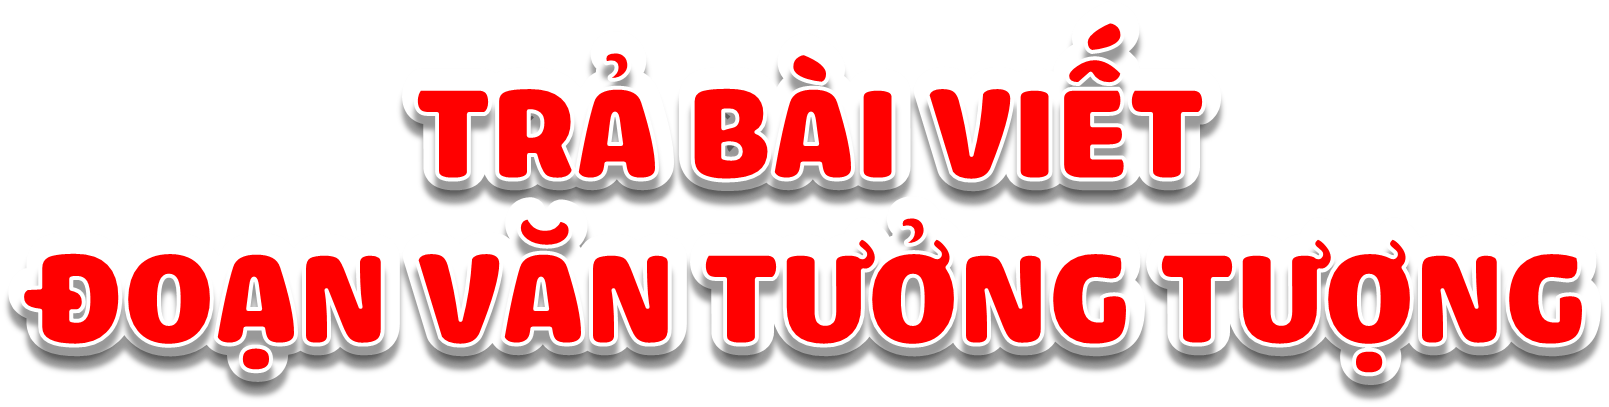 TRẢ BÀI VIẾT
ĐOẠN VĂN TƯỞNG TƯỢNG